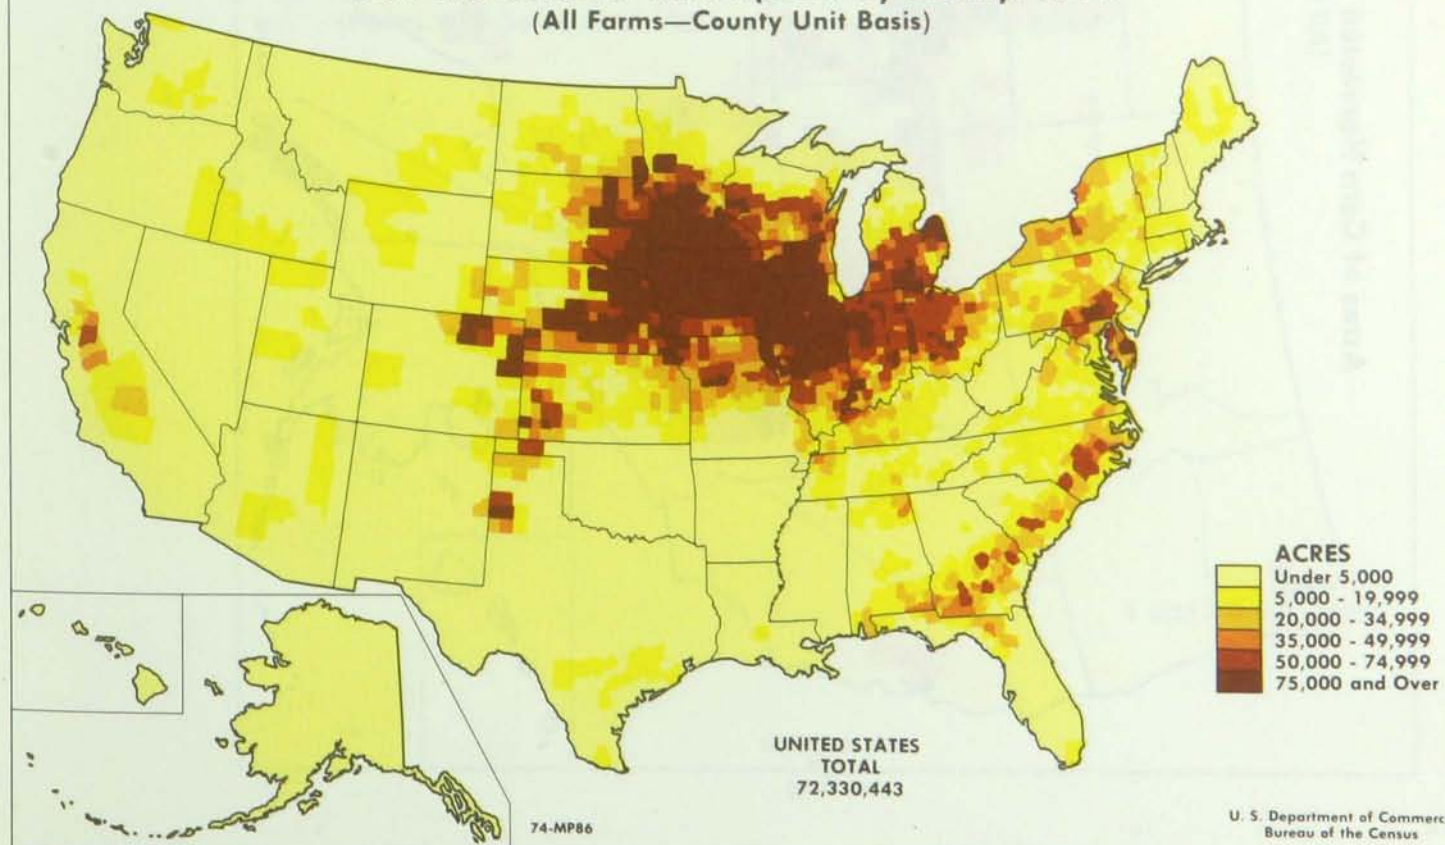 (All Farms—County Unit Basis)
ACRES
Under 5,000
5,000 - 19,999
20,000 - 34,999
35,000 - 49,999
50,000 - 74,999
75,000 and Over
UNITED STATES
TOTAL
72,330,443
74-MP86
U. S. Department of Commerc
Bureau of the Census